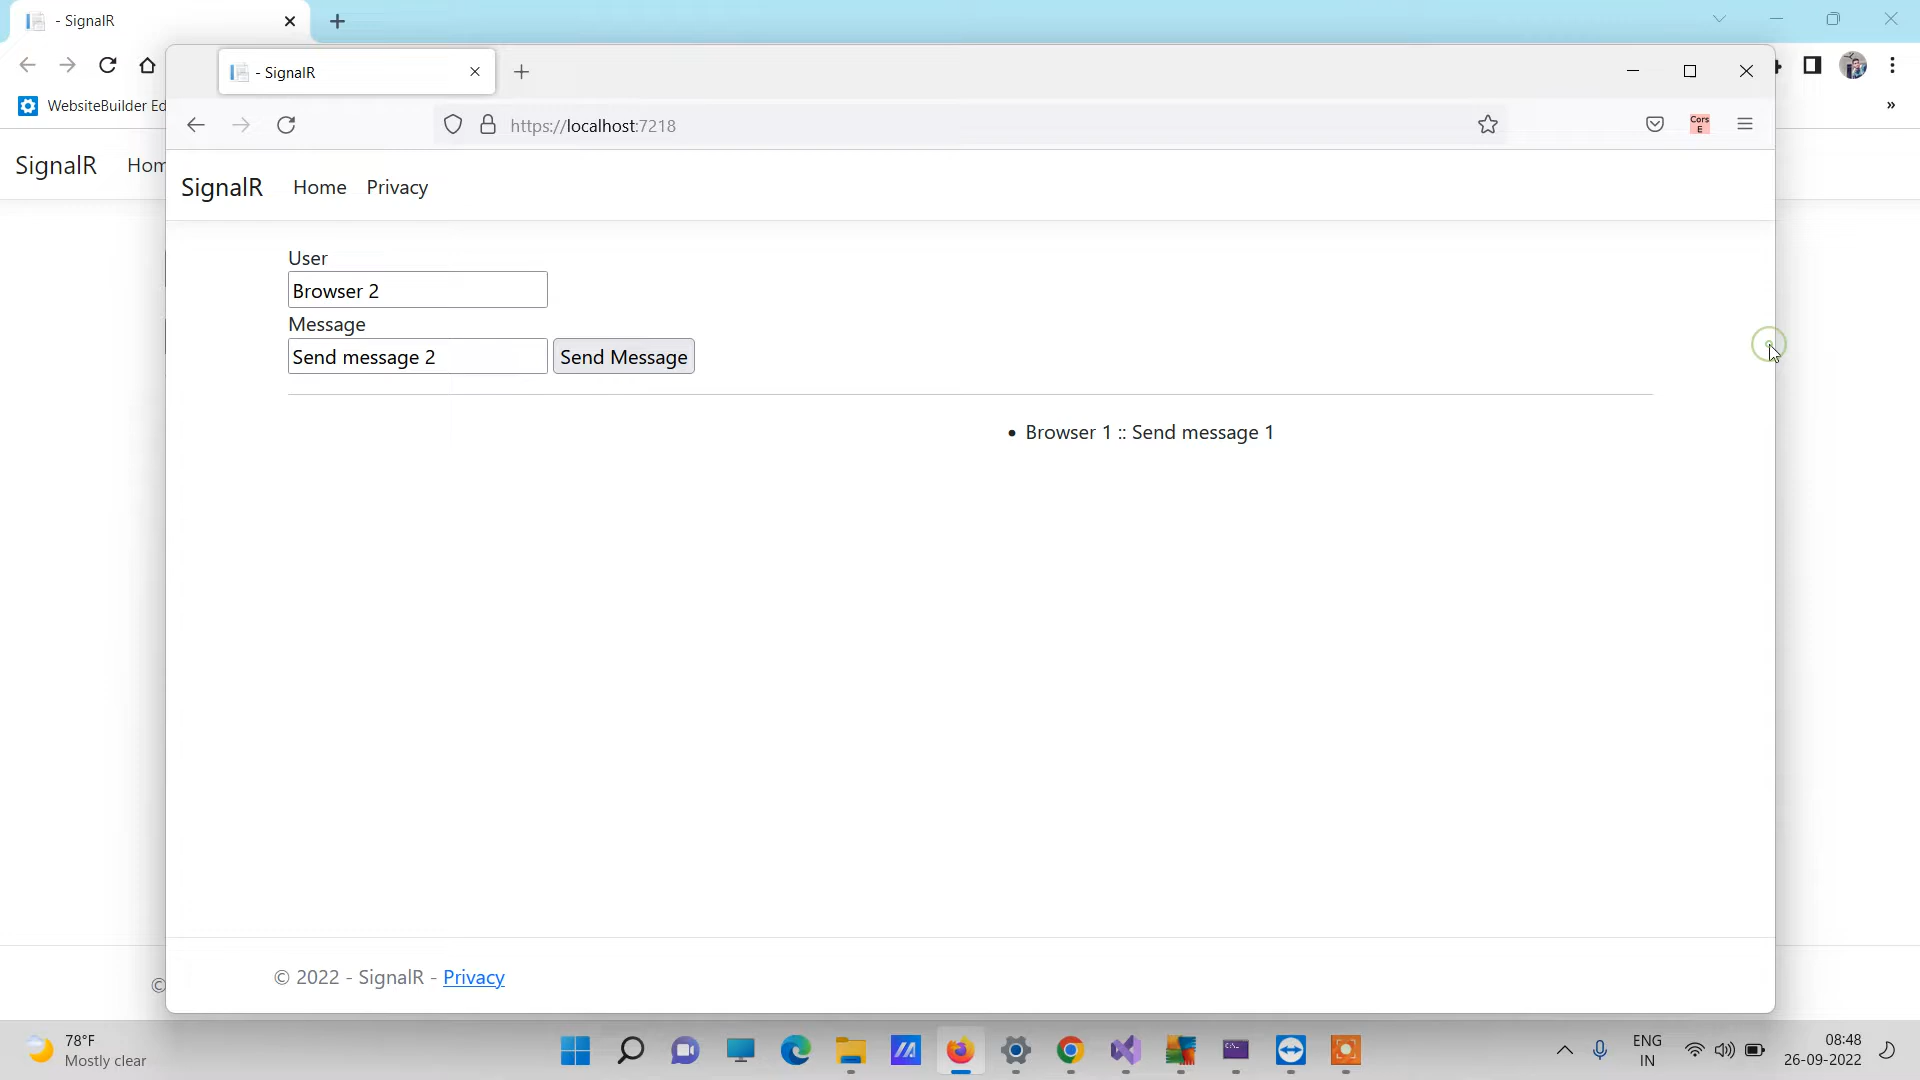 - SignalR
WebsiteBuilder Ed
SignalR Hom
- SignalR
https://localhost:7218
Cors
E
SignalR Home Privacy
User
Browser 2
Message
Send message 2 Send Message
• Browser 1 :: Send message 1
© 2022 - SignalR - Privacy
©
78°F
Mostly clear
ENG
IN
08:48
26-09-2022